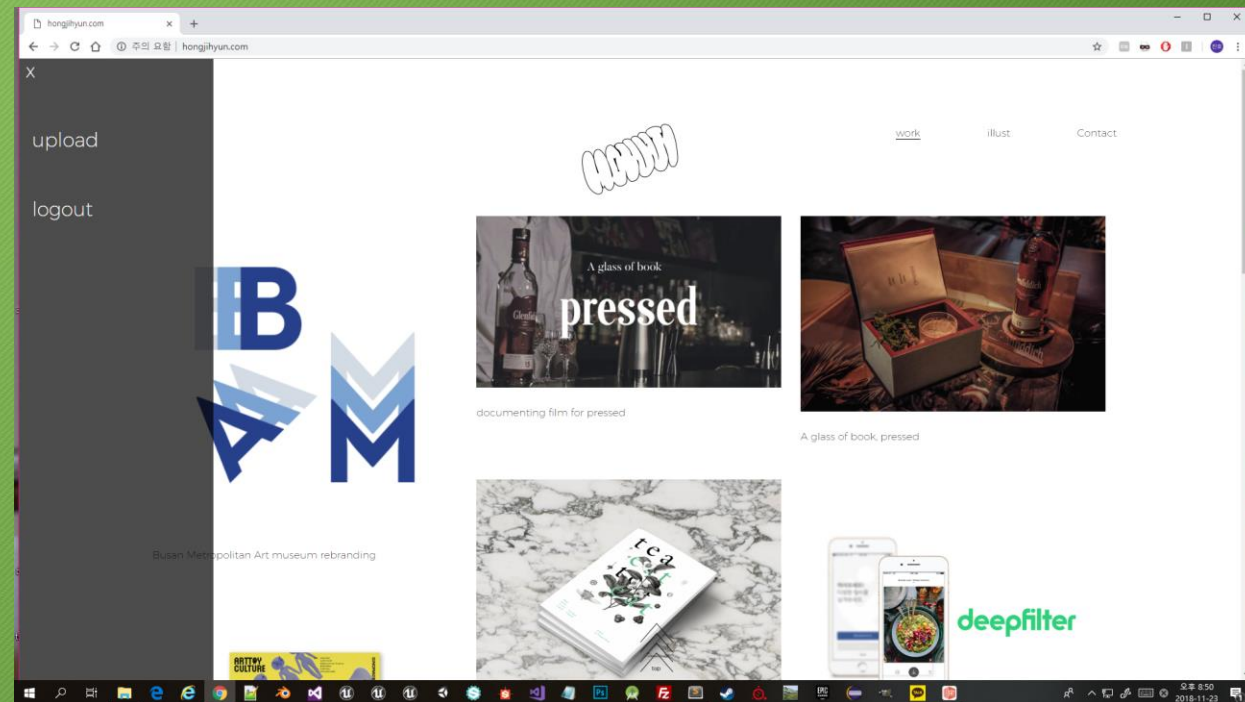 hongjihyun.com
주의 요함 | hongjihyun.com
X
upload
logout
work
illust
Contact
A glass of book
pressed
documenting film for pressed
A glass of book, pressed
B
A
M
Busan Metropolitan Art museum rebranding
tea
top
deepfilter
ARTTOY
CULTURE
오후 8:50
2018-11-23